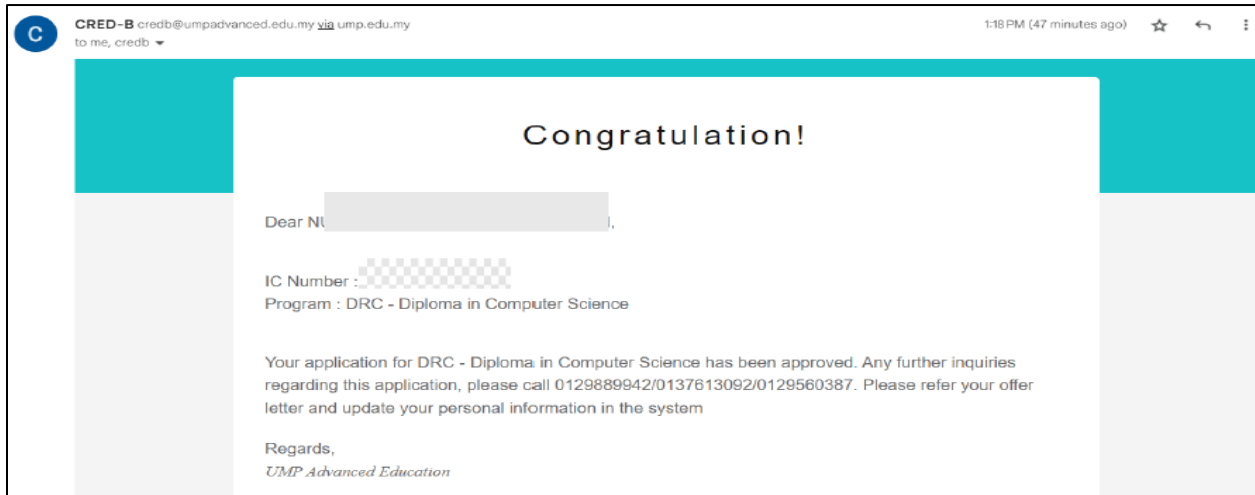 C
CRED-B credb@umpadvanced.edu.my via ump.edu.my
1:18 PM (47 minutes ago)
to me, credb
Congratulation!
Dear
IC Number :
Program : DRC - Diploma in Computer Science
Your application for DRC - Diploma in Computer Science has been approved. Any further inquiries
regarding this application, please call 0129889942/0137613092/0129560387. Please refer your offer
letter and update your personal information in the system
Regards,
UMP Advanced Education